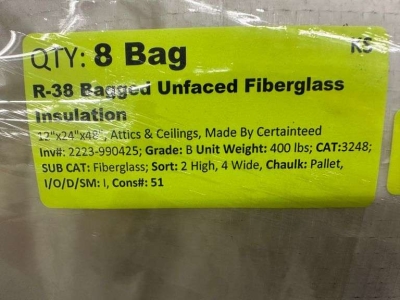 QTY: 8 Bag
KS
R-38 Bagged Unfaced Fiberglass
Insulation
12"x24"x48", Attics & Ceilings, Made By Certainteed
Inv#: 2223-990425; Grade: B Unit Weight: 400 lbs; CAT:3248;
SUB CAT: Fiberglass; Sort: 2 High, 4 Wide, Chaulk: Pallet,
I/O/D/SM: I, Cons#: 51